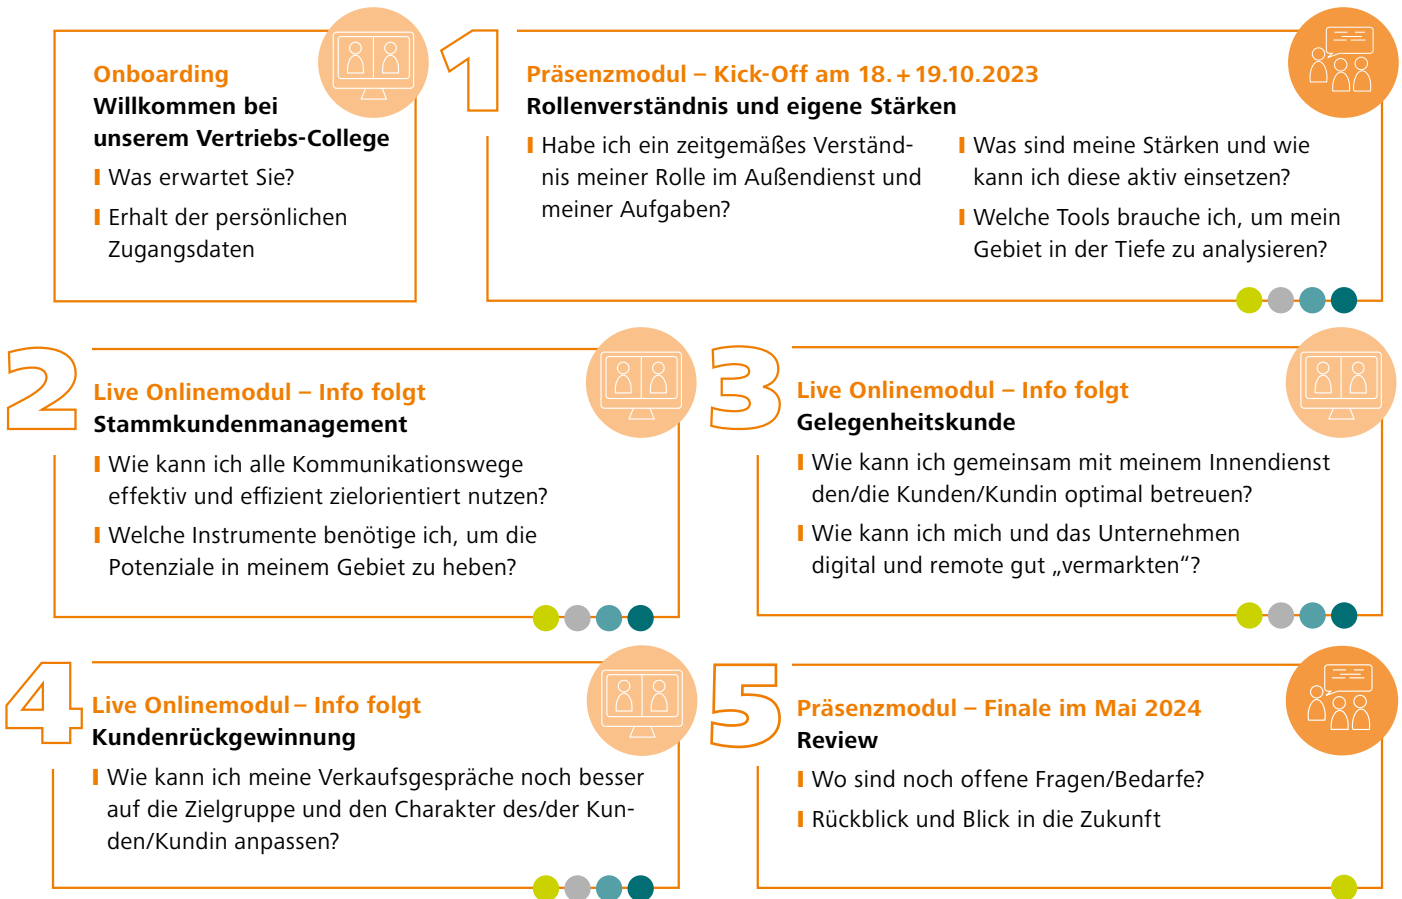 Onboarding
Willkommen bei
unserem Vertriebs-College
Was erwartet Sie?
Erhalt der persönlichen
Zugangsdaten
1
Präsenzmodul – Kick-Off am 18. + 19.10.2023
Rollenverständnis und eigene Stärken
Habe ich ein zeitgemäßes Verständ-
nis meiner Rolle im Außendienst und
meiner Aufgaben?
Was sind meine Stärken und wie
kann ich diese aktiv einsetzen?
Welche Tools brauche ich, um mein
Gebiet in der Tiefe zu analysieren?
2
Live Onlinemodul – Info folgt
Stammkundenmanagement
Wie kann ich alle Kommunikationswege
effektiv und effizient zielorientiert nutzen?
Welche Instrumente benötige ich, um die
Potenziale in meinem Gebiet zu heben?
3
Live Onlinemodul – Info folgt
Gelegenheitskunde
Wie kann ich gemeinsam mit meinem Innendienst
den/die Kunden/Kundin optimal betreuen?
Wie kann ich mich und das Unternehmen
digital und remote gut „vermarkten“?
4
Live Onlinemodul – Info folgt
Kundenrückgewinnung
Wie kann ich meine Verkaufsgespräche noch besser
auf die Zielgruppe und den Charakter des/der Kun-
den/Kundin anpassen?
5
Präsenzmodul – Finale im Mai 2024
Review
Wo sind noch offene Fragen/Bedarfe?
Rückblick und Blick in die Zukunft